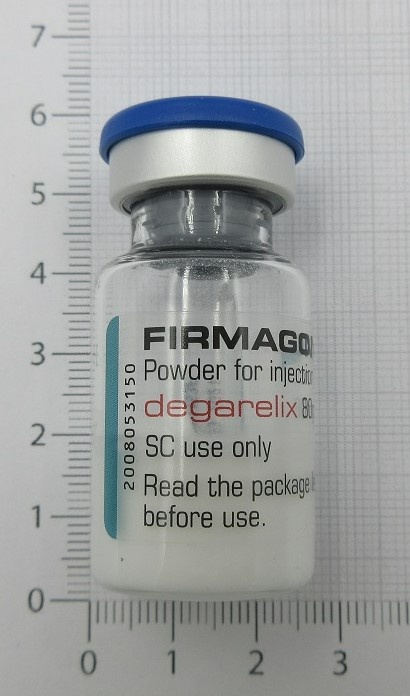 7
6
5
4
3
2
1
0
FIRMAGO
Powder for injection
degarelix 80
SC use only
Read the package
before use.
2008053150
0 1 2 3